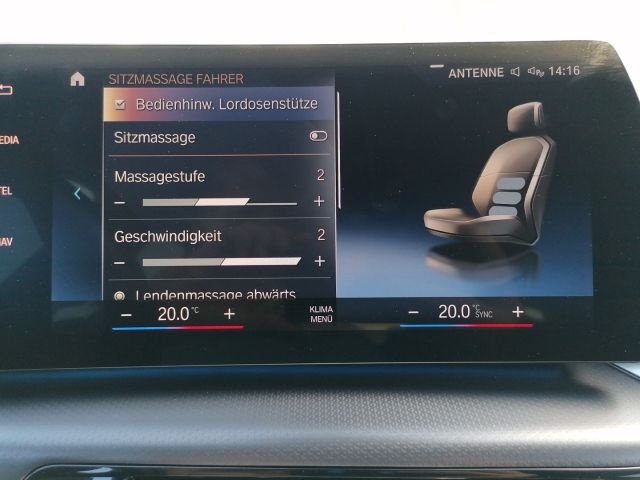 SITZMASSAGE FAHRER
ANTENNE 14:16
Bedienhinw. Lordosenstütze
Sitzmassage
EDIA
Massagestufe 2
TEL
− +
Geschwindigkeit 2
AV
− +
Lendenmassage abwärts
− 20.0 °C +
KLIMA
MENÜ
− 20.0 °C SYNC +